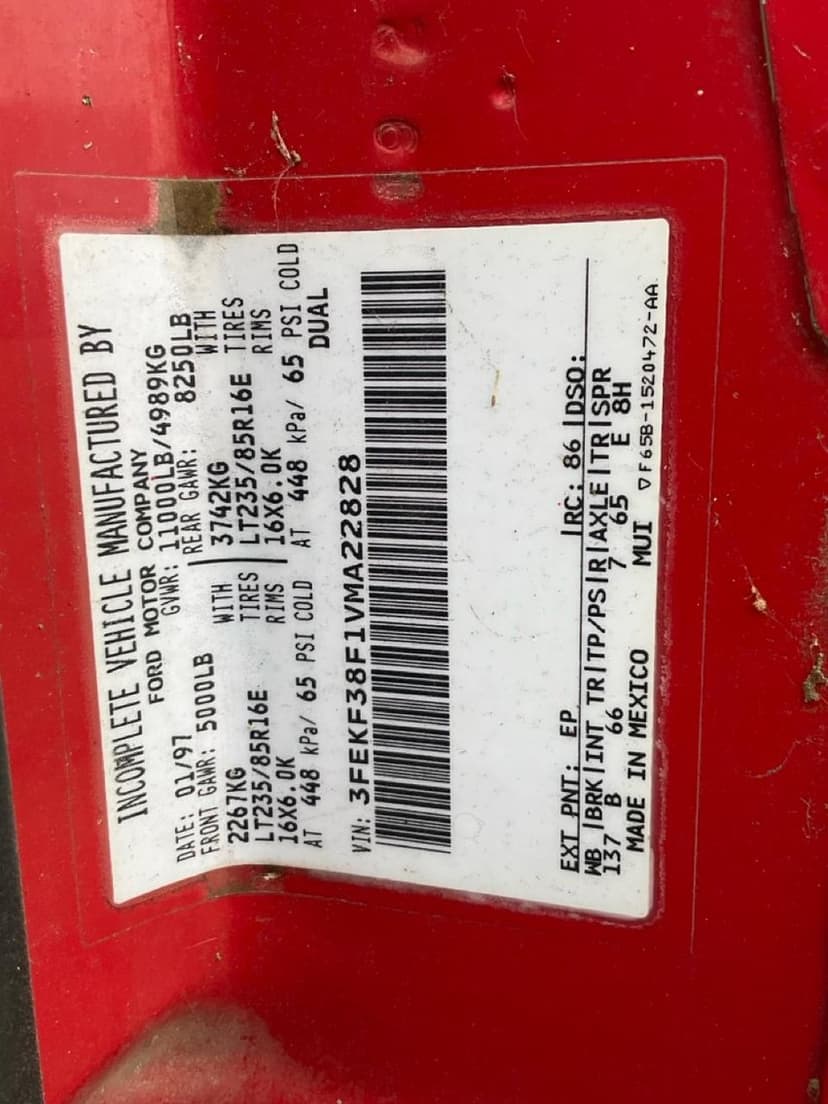 INCOMPLETE VEHICLE MANUFACTURED BY
FORD MOTOR COMPANY
DATE: 01/97 GVWR: 11000LB/4989KG
FRONT GAWR: 5000LB REAR GAWR: 8250LB
2267KG WITH 3742KG WITH
LT235/85R16E TIRES LT235/85R16E TIRES
16X6.0K RIMS 16X6.0K RIMS
AT 448 kPa/ 65 PSI COLD AT 448 kPa/ 65 PSI COLD
DUAL
VIN: 3FEKF38F1VMA22828
EXT PNT: EP RC: 86 DSO:
WB BRK INT TR TP/PS R AXLE TR SPR
137 B 66 7 65 E 8H
MADE IN MEXICO MUI ▽F65B-1520472-AA